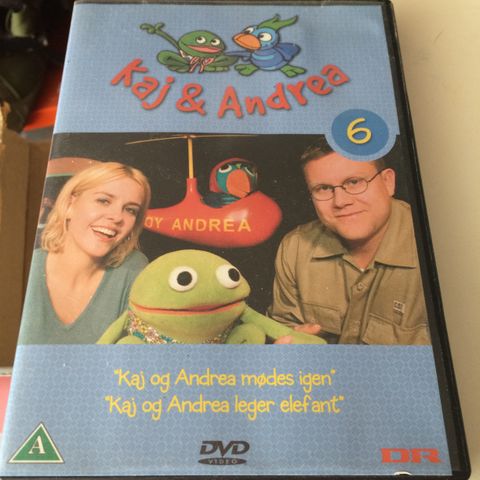 Kaj & Andrea
6
OY ANDREA
"Kaj og Andrea mødes igen"
"Kaj og Andrea leger elefant"
A
DVD
VIDEO
DR